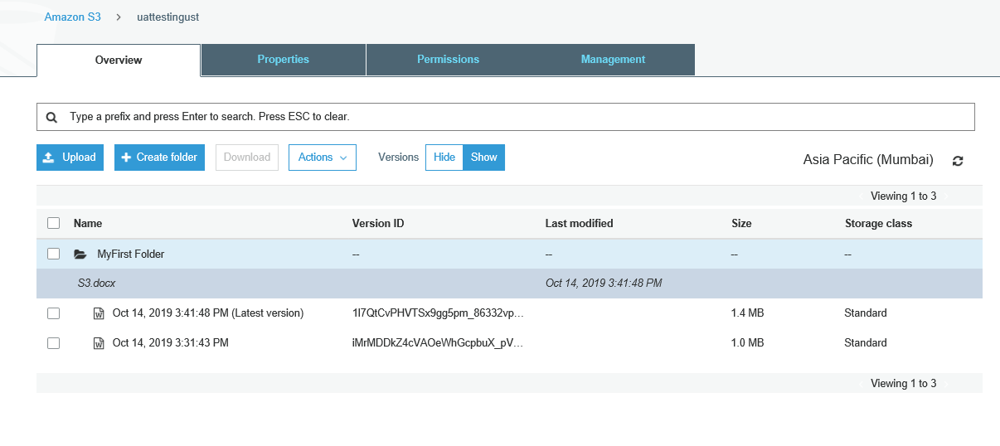 Amazon S3 > uattestingust
Overview Properties Permissions Management
Type a prefix and press Enter to search. Press ESC to clear.
Upload Create folder Download Actions Versions Hide Show Asia Pacific (Mumbai)
Viewing 1 to 3
Name Version ID Last modified Size Storage class
MyFirst Folder -- -- -- --
S3.docx Oct 14, 2019 3:41:48 PM
Oct 14, 2019 3:41:48 PM (Latest version) 1I7QtCvPHVTSx9gg5pm_86332vp... 1.4 MB Standard
Oct 14, 2019 3:31:43 PM iMrMDDkZ4cVAOeWhGcpbuX_pV... 1.0 MB Standard
Viewing 1 to 3